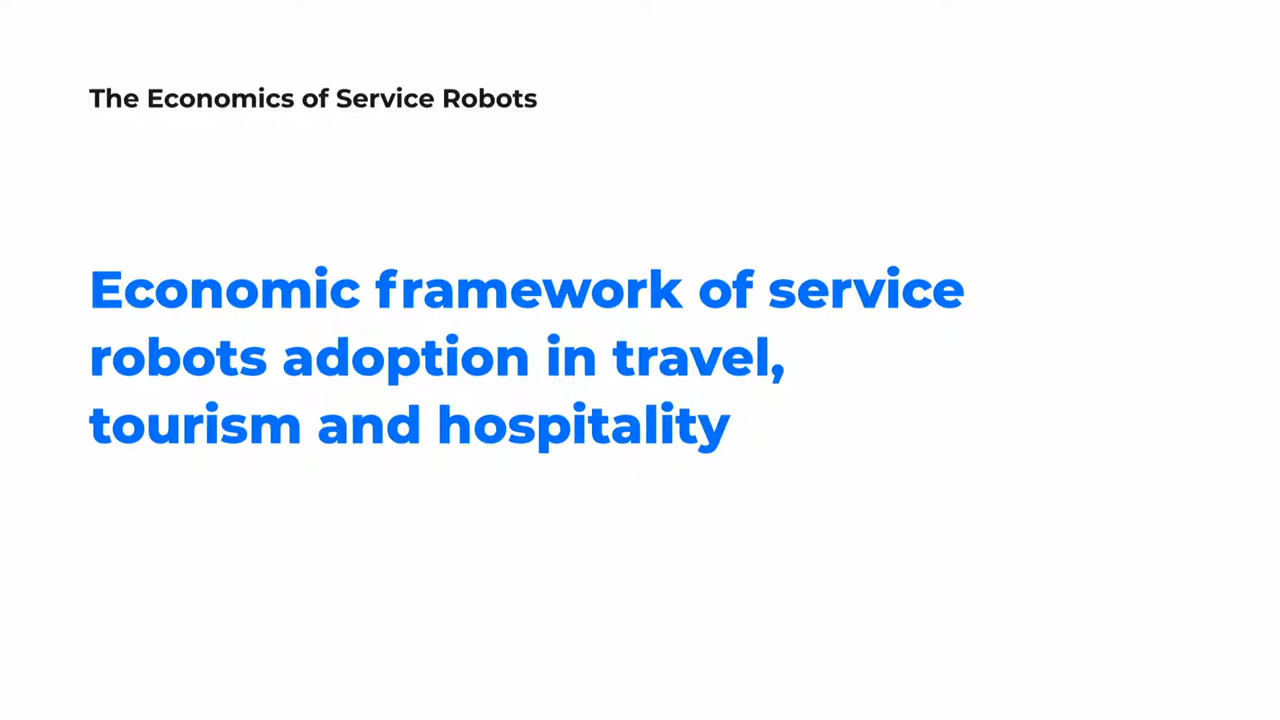 The Economics of Service Robots
Economic framework of service
robots adoption in travel,
tourism and hospitality